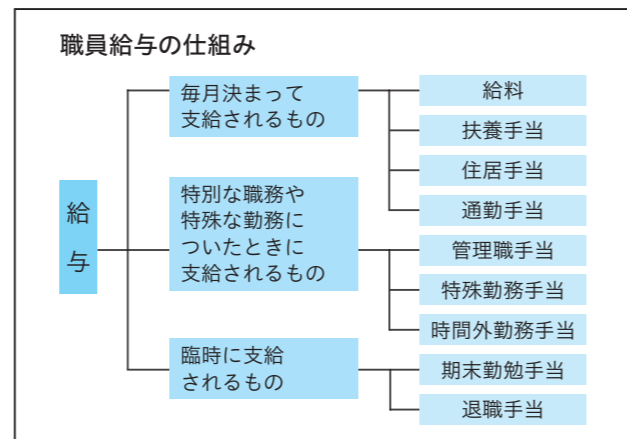 職員給与の仕組み
給与
毎月決まって
支給されるもの
給料
扶養手当
住居手当
通勤手当
特別な職務や
特殊な勤務に
ついたときに
支給されるもの
管理職手当
特殊勤務手当
時間外勤務手当
臨時に支給
されるもの
期末勤勉手当
退職手当